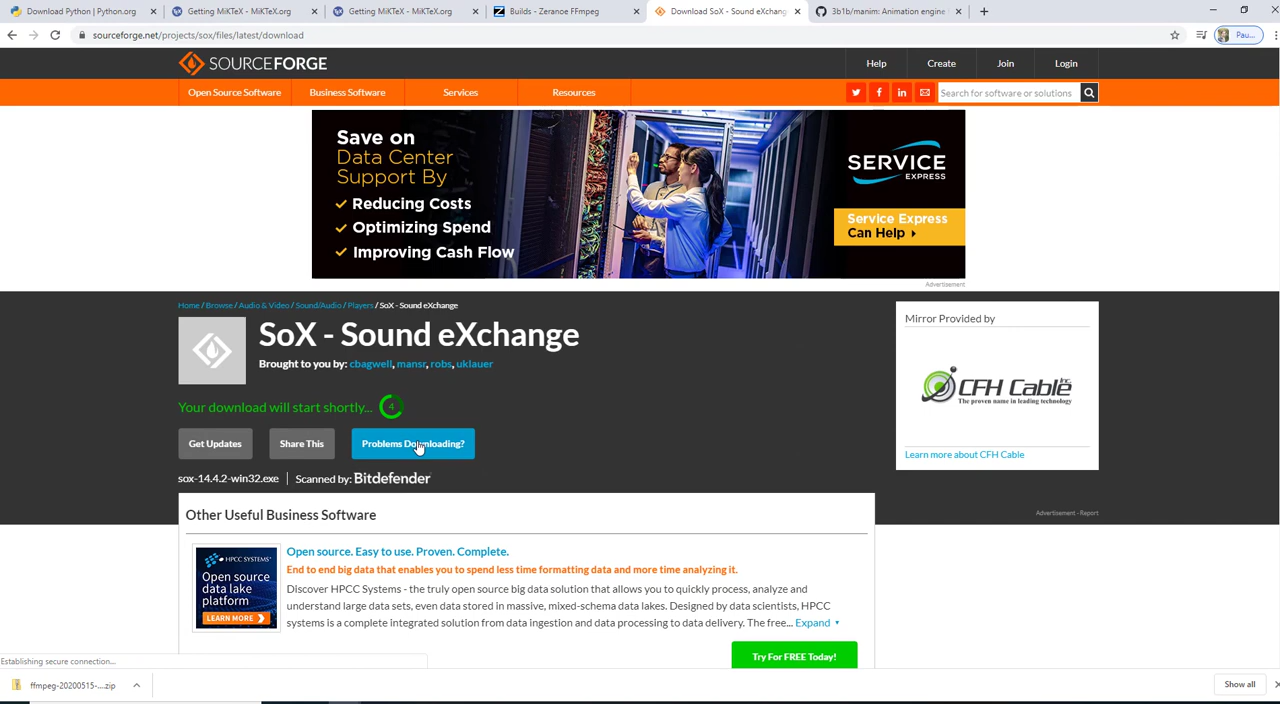 Download Python | Python.org
Getting MiKTeX - MiKTeX.org
Getting MiKTeX - MiKTeX.org
Builds - Zeranoe FFmpeg
Download SoX - Sound eXchang
3b1b/manim: Animation engine f
sourceforge.net/projects/sox/files/latest/download
Pau...
SOURCEFORGE
Help
Create
Join
Login
Open Source Software
Business Software
Services
Resources
Search for software or solutions
Save on
Data Center
Support By
Reducing Costs
Optimizing Spend
Improving Cash Flow
SERVICE
EXPRESS
Service Express
Can Help
Advertisement
Home / Browse / Audio & Video / Sound/Audio / Players / SoX - Sound eXchange
SoX - Sound eXchange
Brought to you by: cbagwell, mansr, robs, uklauer
Your download will start shortly... 4
Get Updates
Share This
Problems Downloading?
sox-14.4.2-win32.exe
Scanned by: Bitdefender
Mirror Provided by
CFH Cable Inc
The proven name in leading technology
Learn more about CFH Cable
Advertisement - Report
Other Useful Business Software
HPCC SYSTEMS
Open source
data lake
platform
LEARN MORE
Open source. Easy to use. Proven. Complete.
End to end big data that enables you to spend less time formatting data and more time analyzing it.
Discover HPCC Systems - the truly open source big data solution that allows you to quickly process, analyze and
understand large data sets, even data stored in massive, mixed-schema data lakes. Designed by data scientists, HPCC
systems is a complete integrated solution from data ingestion and data processing to data delivery. The free... Expand
Try For FREE Today!
Establishing secure connection...
ffmpeg-20200515-....zip
Show all